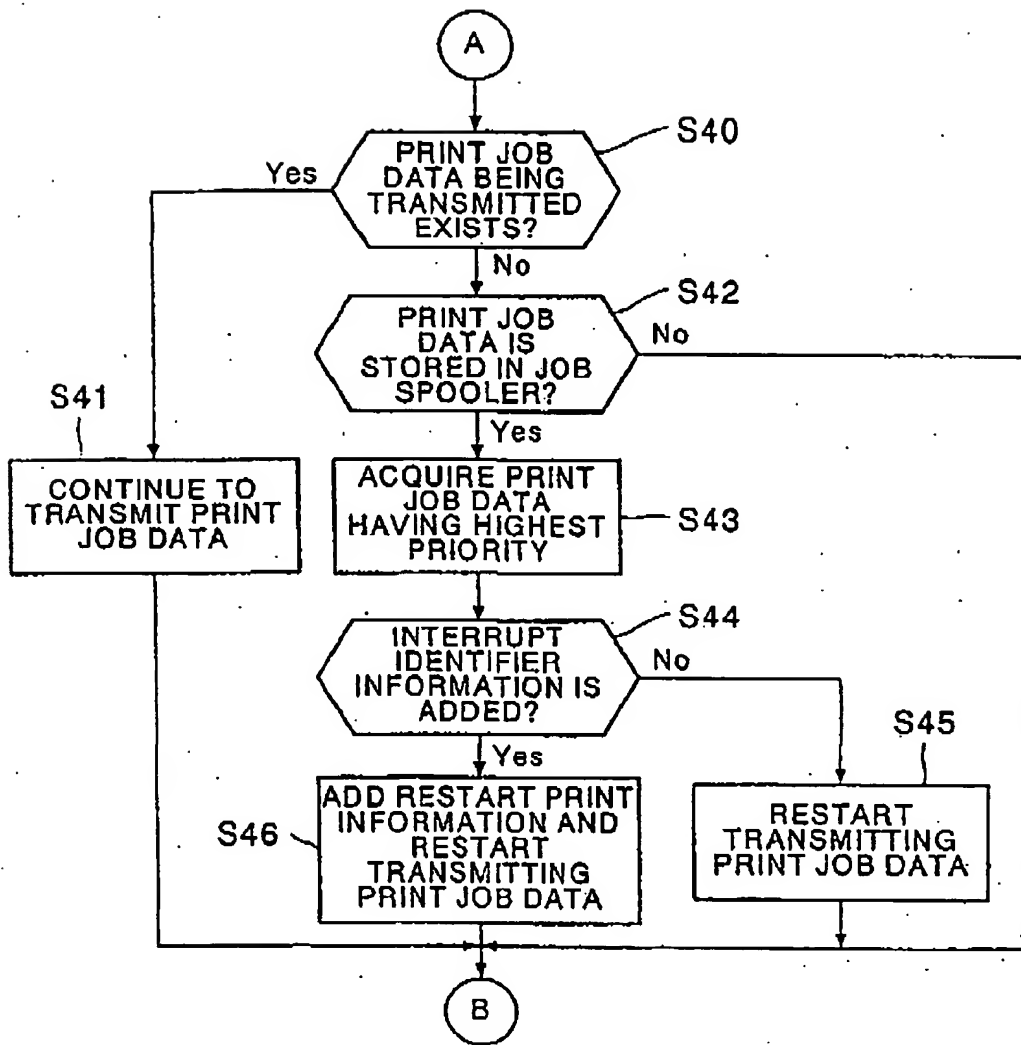 A
S40
PRINT JOB
DATA BEING
TRANSMITTED
EXISTS?
Yes
No
S42
PRINT JOB
DATA IS
STORED IN JOB
SPOOLER?
No
Yes
S41
CONTINUE TO
TRANSMIT PRINT
JOB DATA
ACQUIRE PRINT
JOB DATA
HAVING HIGHEST
PRIORITY
S43
S44
INTERRUPT
IDENTIFIER
INFORMATION IS
ADDED?
No
Yes
S45
RESTART
TRANSMITTING
PRINT JOB DATA
S46
ADD RESTART PRINT
INFORMATION AND
RESTART
TRANSMITTING
PRINT JOB DATA
B